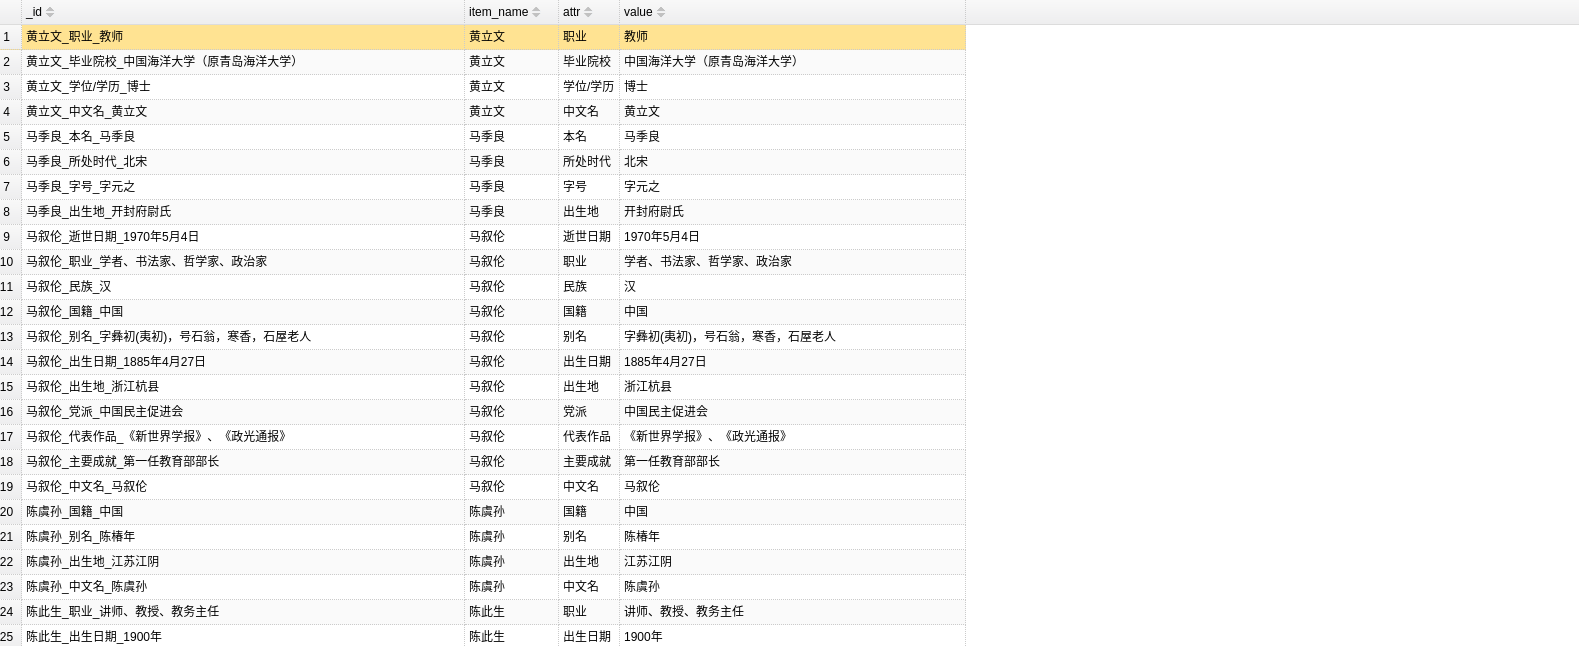 _id item_name attr value
1 黄立文_职业_教师 黄立文 职业 教师
2 黄立文_毕业院校_中国海洋大学（原青岛海洋大学） 黄立文 毕业院校 中国海洋大学（原青岛海洋大学）
3 黄立文_学位/学历_博士 黄立文 学位/学历 博士
4 黄立文_中文名_黄立文 黄立文 中文名 黄立文
5 马季良_本名_马季良 马季良 本名 马季良
6 马季良_所处时代_北宋 马季良 所处时代 北宋
7 马季良_字号_字元之 马季良 字号 字元之
8 马季良_出生地_开封府尉氏 马季良 出生地 开封府尉氏
9 马叙伦_逝世日期_1970年5月4日 马叙伦 逝世日期 1970年5月4日
10 马叙伦_职业_学者、书法家、哲学家、政治家 马叙伦 职业 学者、书法家、哲学家、政治家
11 马叙伦_民族_汉 马叙伦 民族 汉
12 马叙伦_国籍_中国 马叙伦 国籍 中国
13 马叙伦_别名_字彝初(夷初)，号石翁，寒香，石屋老人 马叙伦 别名 字彝初(夷初)，号石翁，寒香，石屋老人
14 马叙伦_出生日期_1885年4月27日 马叙伦 出生日期 1885年4月27日
15 马叙伦_出生地_浙江杭县 马叙伦 出生地 浙江杭县
16 马叙伦_党派_中国民主促进会 马叙伦 党派 中国民主促进会
17 马叙伦_代表作品_《新世界学报》、《政光通报》 马叙伦 代表作品 《新世界学报》、《政光通报》
18 马叙伦_主要成就_第一任教育部部长 马叙伦 主要成就 第一任教育部部长
19 马叙伦_中文名_马叙伦 马叙伦 中文名 马叙伦
20 陈虞孙_国籍_中国 陈虞孙 国籍 中国
21 陈虞孙_别名_陈椿年 陈虞孙 别名 陈椿年
22 陈虞孙_出生地_江苏江阴 陈虞孙 出生地 江苏江阴
23 陈虞孙_中文名_陈虞孙 陈虞孙 中文名 陈虞孙
24 陈此生_职业_讲师、教授、教务主任 陈此生 职业 讲师、教授、教务主任
25 陈此生_出生日期_1900年 陈此生 出生日期 1900年